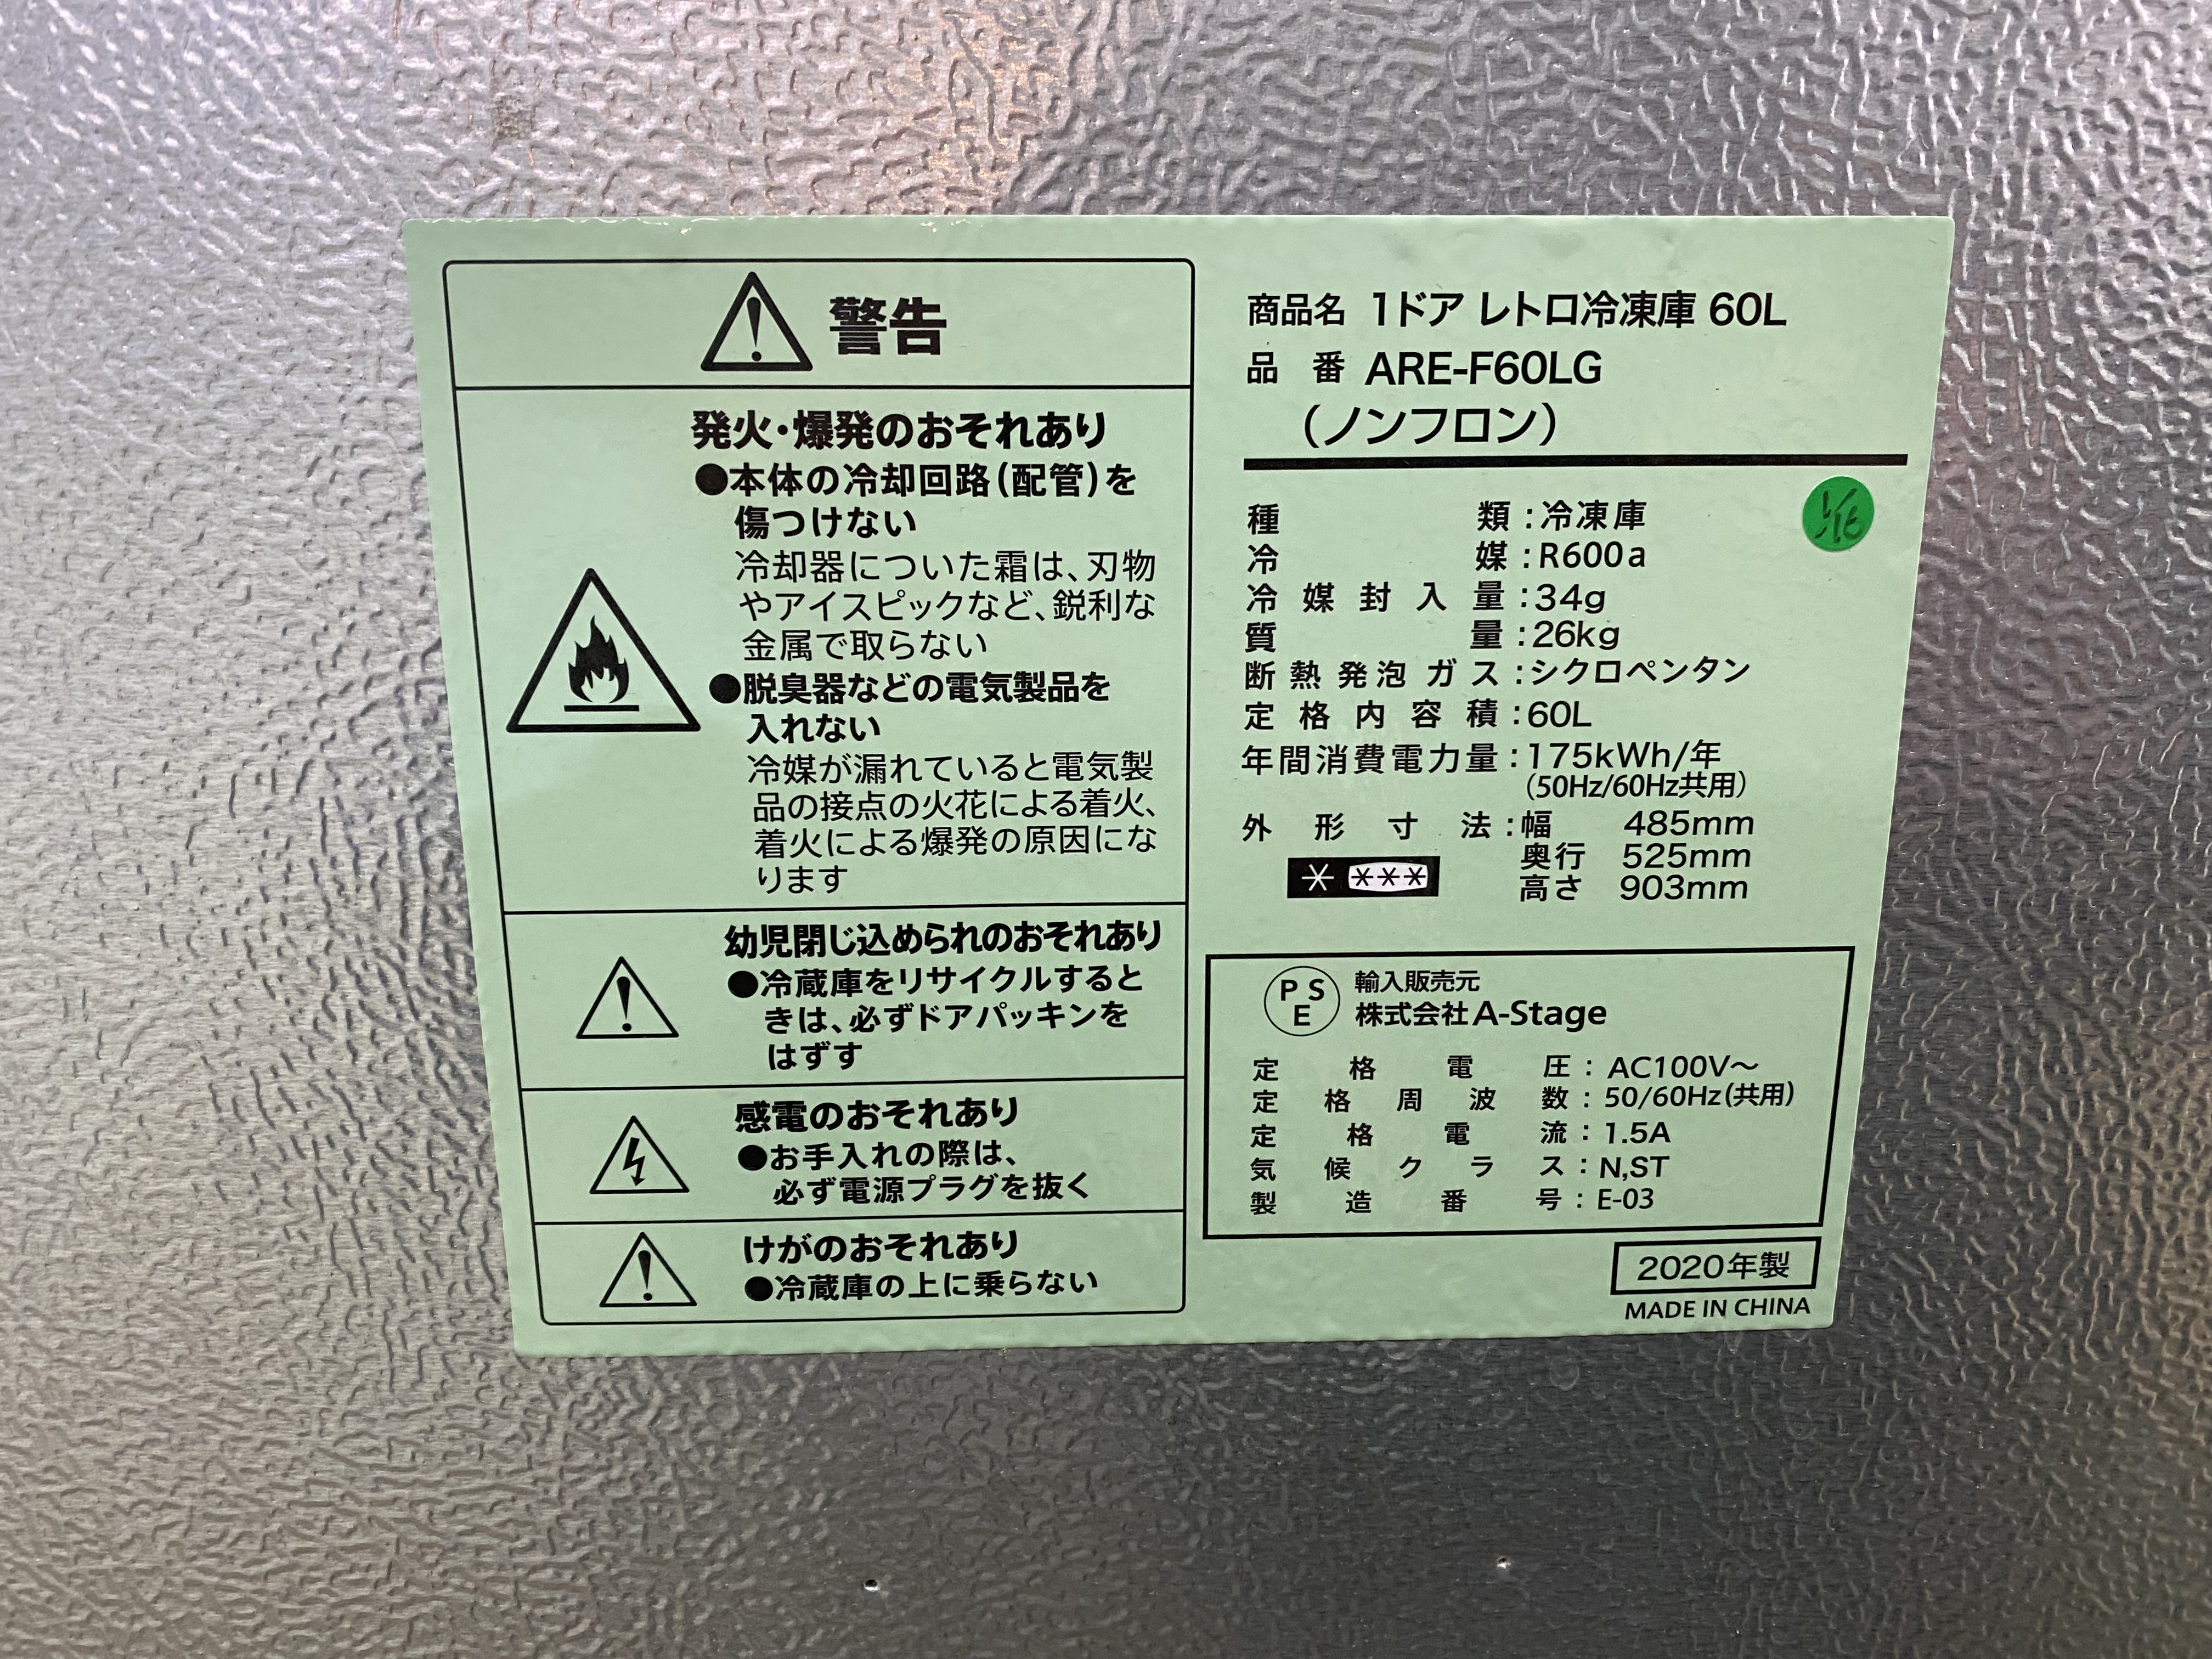 警告
発火・爆発のおそれあり
●本体の冷却回路(配管)を
傷つけない
冷却器についた霜は、刃物
やアイスピックなど、鋭利な
金属で取らない
●脱臭器などの電気製品を
入れない
冷媒が漏れていると電気製
品の接点の火花による着火、
着火による爆発の原因にな
ります
幼児閉じ込められのおそれあり
●冷蔵庫をリサイクルすると
きは、必ずドアパッキンを
はずす
感電のおそれあり
●お手入れの際は、
必ず電源プラグを抜く
けがのおそれあり
●冷蔵庫の上に乗らない
商品名 1ドア レトロ冷凍庫 60L
品番 ARE-F60LG
(ノンフロン)
種類:冷凍庫
冷媒:R600a
冷媒封入量:34g
質量:26kg
断熱発泡ガス:シクロペンタン
定格内容積:60L
年間消費電力量:175kWh/年
(50Hz/60Hz共用)
外形寸法:幅 485mm
奥行 525mm
高さ 903mm
PSE
輸入販売元
株式会社A-Stage
定格電圧:AC100V～
定格周波数:50/60Hz(共用)
定格電流:1.5A
気候クラス:N,ST
製造番号:E-03
2020年製
MADE IN CHINA